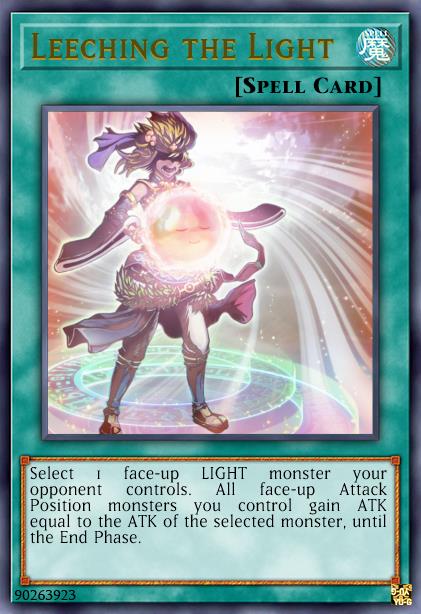 LEECHING THE LIGHT
[SPELL CARD]
Select 1 face-up LIGHT monster your
opponent controls. All face-up Attack
Position monsters you control gain ATK
equal to the ATK of the selected monster, until
the End Phase.
90263923